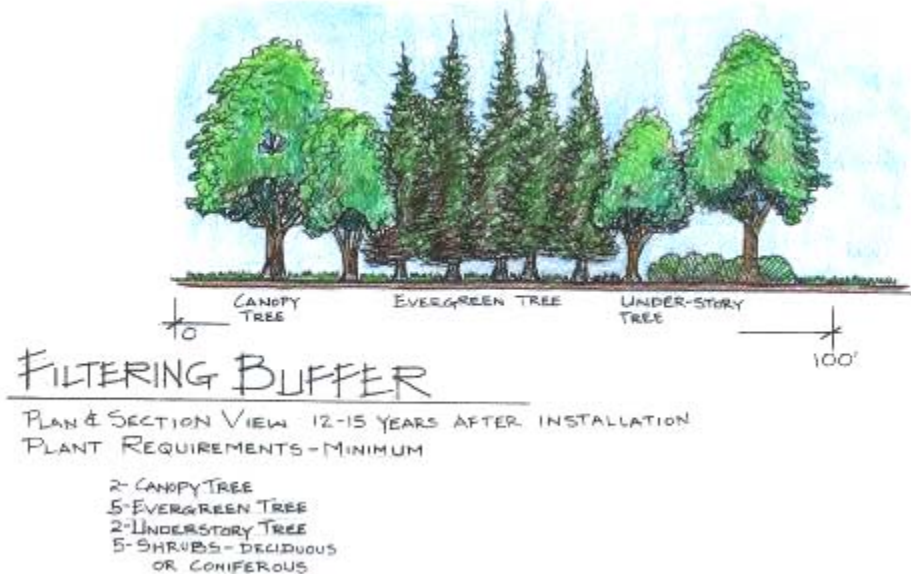 CANOPY
TREE
EVERGREEN TREE
UNDER-STORY
TREE
0
100'
FILTERING BUFFER
PLAN & SECTION VIEW 12-15 YEARS AFTER INSTALLATION
PLANT REQUIREMENTS-MINIMUM
2-CANOPY TREE
5-EVERGREEN TREE
2-UNDERSTORY TREE
5-SHRUBS-DECIDUOUS
OR CONIFEROUS